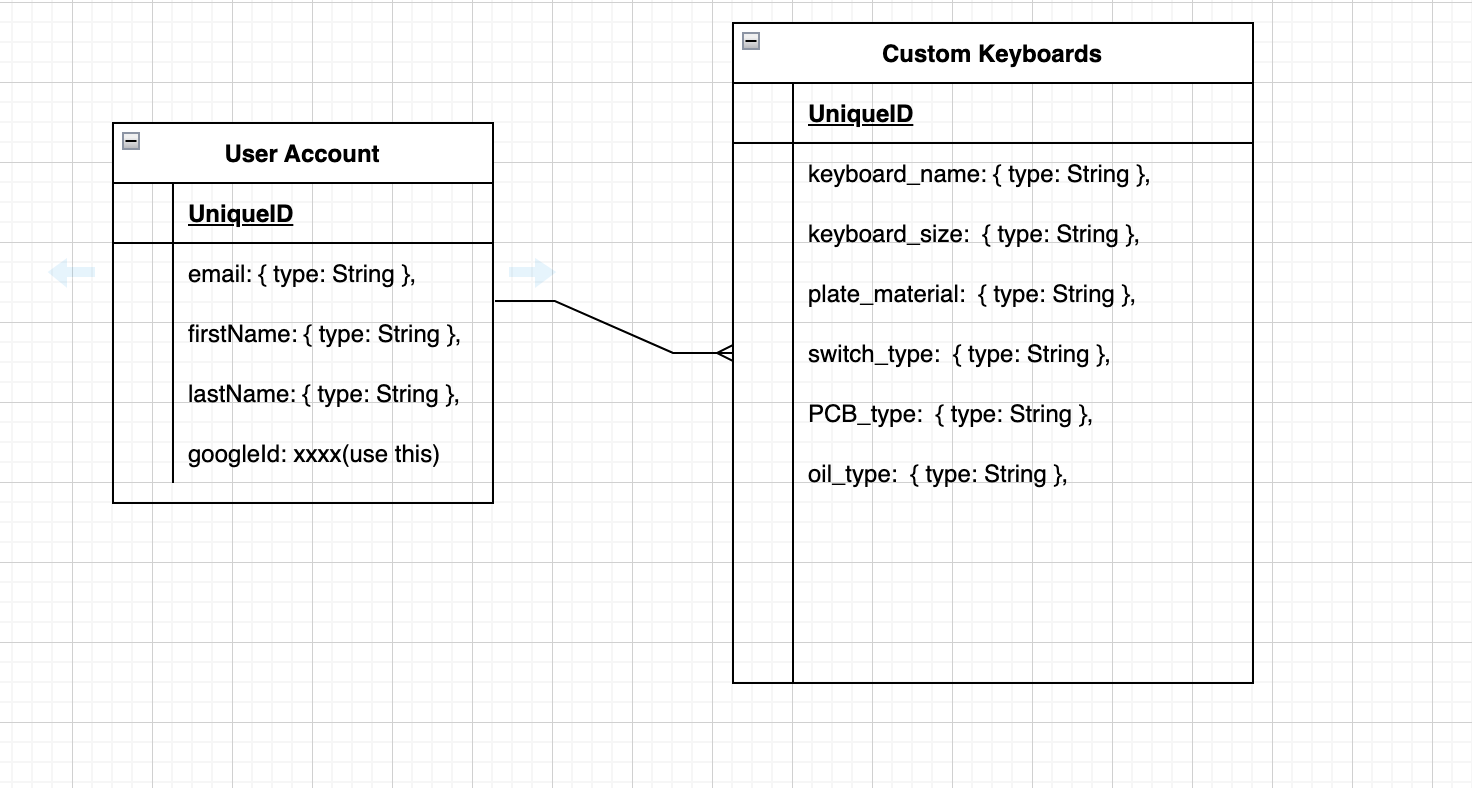 User Account
UniqueID
email: { type: String },
firstName: { type: String },
lastName: { type: String },
googleId: xxxx(use this)
Custom Keyboards
UniqueID
keyboard_name: { type: String },
keyboard_size:  { type: String },
plate_material:  { type: String },
switch_type:  { type: String },
PCB_type:  { type: String },
oil_type:  { type: String },